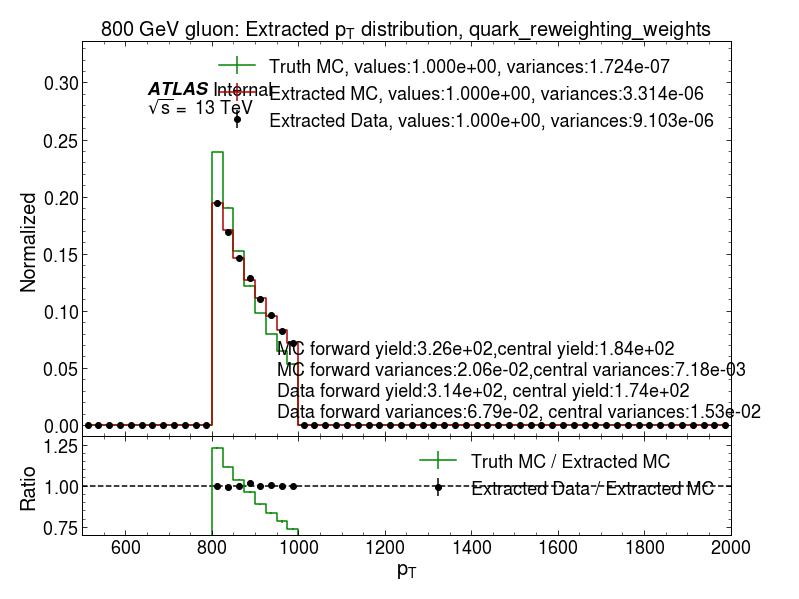 800 GeV gluon: Extracted pT distribution, quark_reweighting_weights
Truth MC, values:1.000e+00, variances:1.724e-07
ATLAS Internal
Extracted MC, values:1.000e+00, variances:3.314e-06
√s = 13 TeV
Extracted Data, values:1.000e+00, variances:9.103e-06
Normalized
0.30
0.25
0.20
0.15
0.10
0.05
0.00
MC forward yield:3.26e+02,central yield:1.84e+02
MC forward variances:2.06e-02,central variances:7.18e-03
Data forward yield:3.14e+02, central yield:1.74e+02
Data forward variances:6.79e-02, central variances:1.53e-02
Ratio
1.25
1.00
0.75
Truth MC / Extracted MC
Extracted Data / Extracted MC
600 800 1000 1200 1400 1600 1800 2000
pT